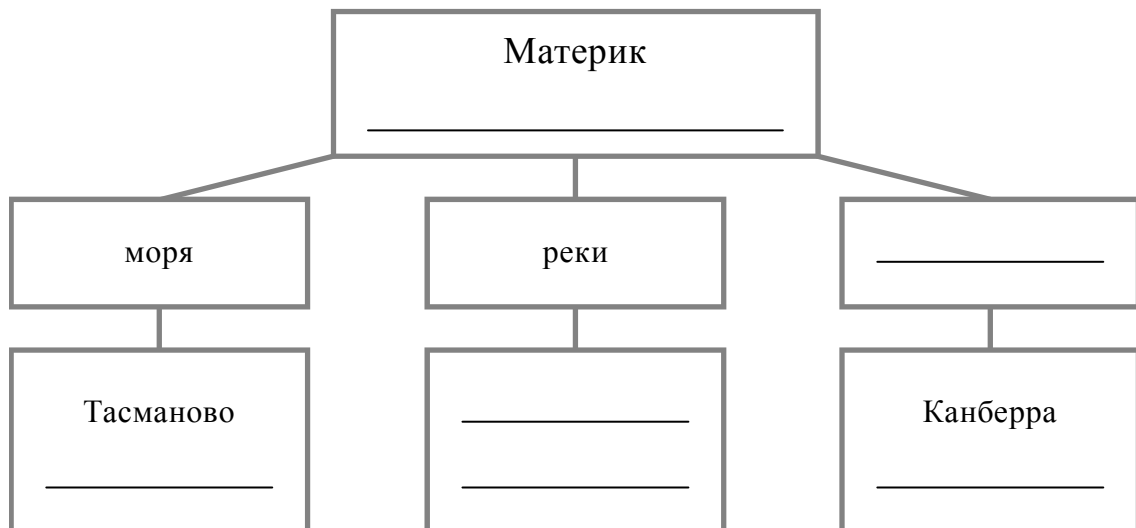 Материк
моря
реки
Тасманово
Канберра